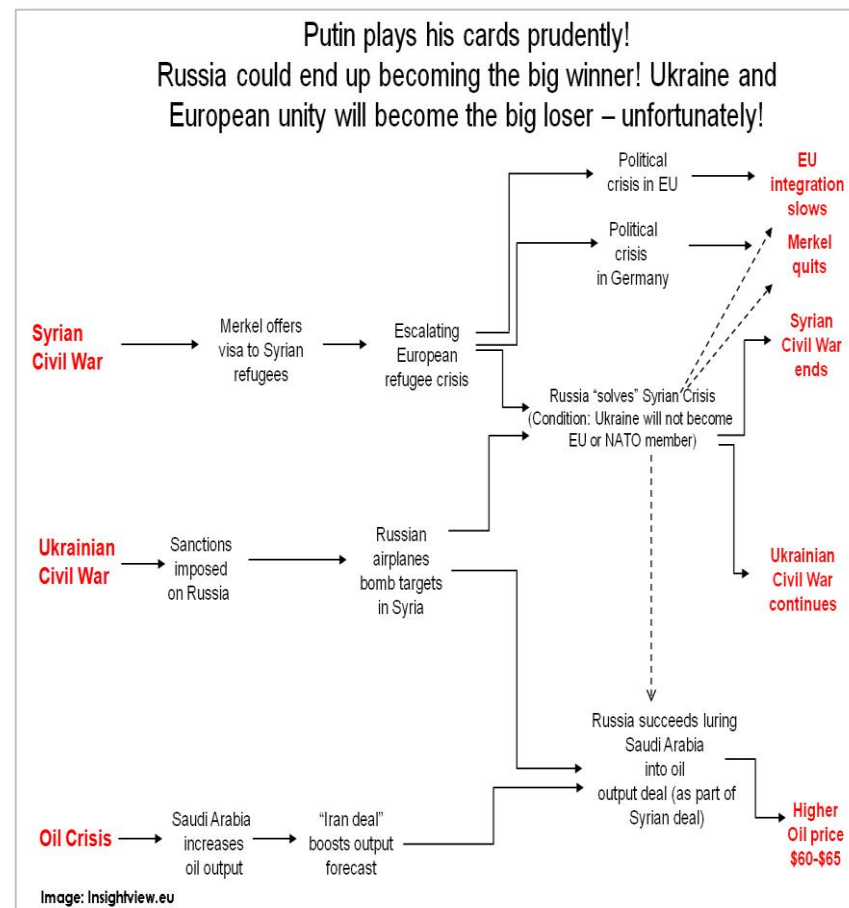 Putin plays his cards prudently!
Russia could end up becoming the big winner! Ukraine and
European unity will become the big loser – unfortunately!
Political
crisis in EU
EU
integration
slows
Political
crisis
in Germany
Merkel
quits
Syrian
Civil War
Merkel offers
visa to Syrian
refugees
Escalating
European
refugee crisis
Syrian
Civil War
ends
Russia “solves” Syrian Crisis
(Condition: Ukraine will not become
EU or NATO member)
Ukrainian
Civil War
Sanctions
imposed
on Russia
Russian
airplanes
bomb targets
in Syria
Ukrainian
Civil War
continues
Russia succeeds luring
Saudi Arabia
into oil
output deal (as part of
Syrian deal)
Oil Crisis
Saudi Arabia
increases
oil output
“Iran deal”
boosts output
forecast
Higher
Oil price
$60-$65
Image: Insightview.eu